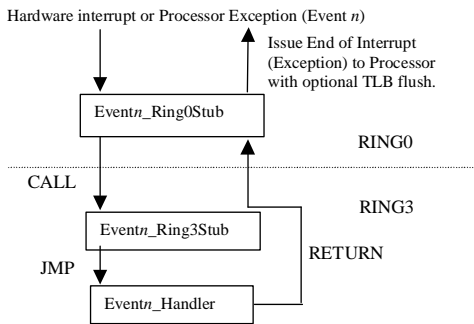 Hardware interrupt or Processor Exception (Event n)
Issue End of Interrupt
(Exception) to Processor
with optional TLB flush.
Eventn_Ring0Stub
RING0
CALL
RING3
Eventn_Ring3Stub
RETURN
JMP
Eventn_Handler